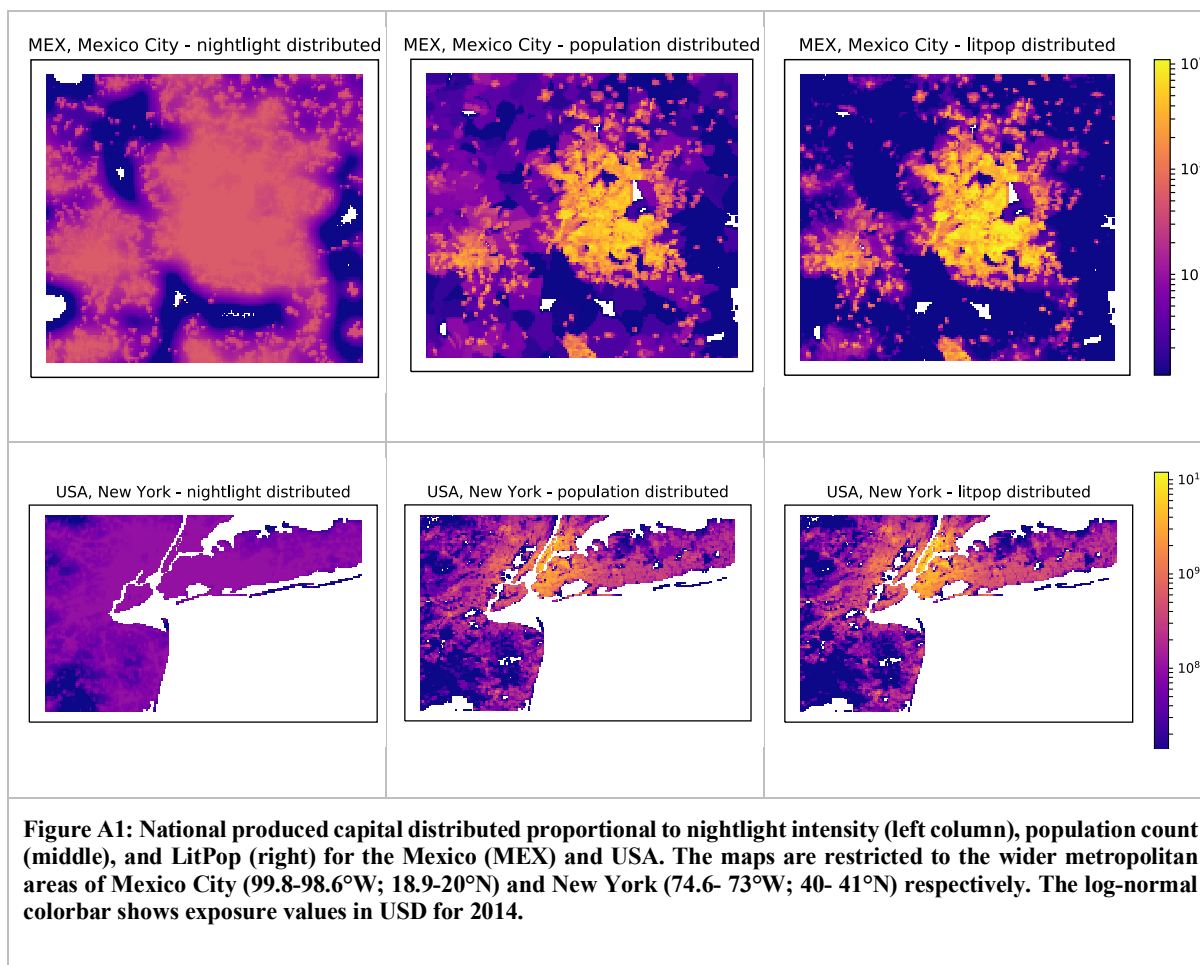 MEX, Mexico City - nightlight distributed
MEX, Mexico City - population distributed
MEX, Mexico City - litpop distributed
10
10
10
USA, New York - nightlight distributed
USA, New York - population distributed
USA, New York - litpop distributed
10¹
10⁹
10⁸
Figure A1: National produced capital distributed proportional to nightlight intensity (left column), population count
(middle), and LitPop (right) for the Mexico (MEX) and USA. The maps are restricted to the wider metropolitan
areas of Mexico City (99.8-98.6°W; 18.9-20°N) and New York (74.6- 73°W; 40- 41°N) respectively. The log-normal
colorbar shows exposure values in USD for 2014.